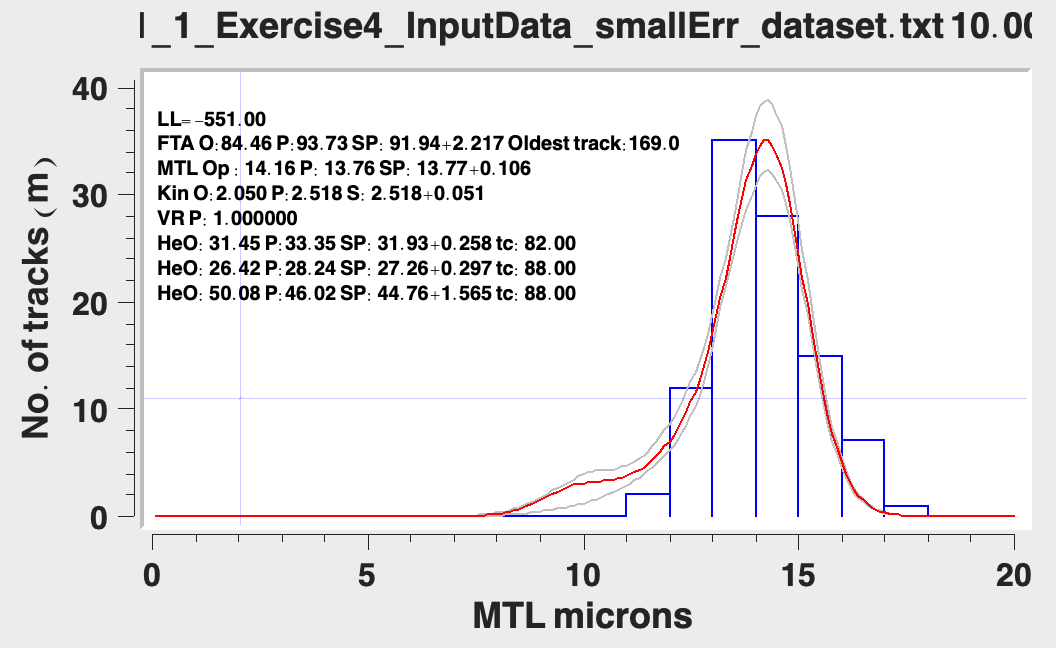 _1_Exercise4_InputData_smallErr_dataset.txt 10.00
LL=-551.00
FTA O:84.46 P:93.73 SP: 91.94+2.217 Oldest track:169.0
MTL Op : 14.16 P: 13.76 SP: 13.77+0.106
Kin O:2.050 P:2.518 S: 2.518+0.051
VR P: 1.000000
HeO: 31.45 P:33.35 SP: 31.93+0.258 tc: 82.00
HeO: 26.42 P:28.24 SP: 27.26+0.297 tc: 88.00
HeO: 50.08 P:46.02 SP: 44.76+1.565 tc: 88.00
No. of tracks (m)
40
30
20
10
0
0 5 10 15 20
MTL microns